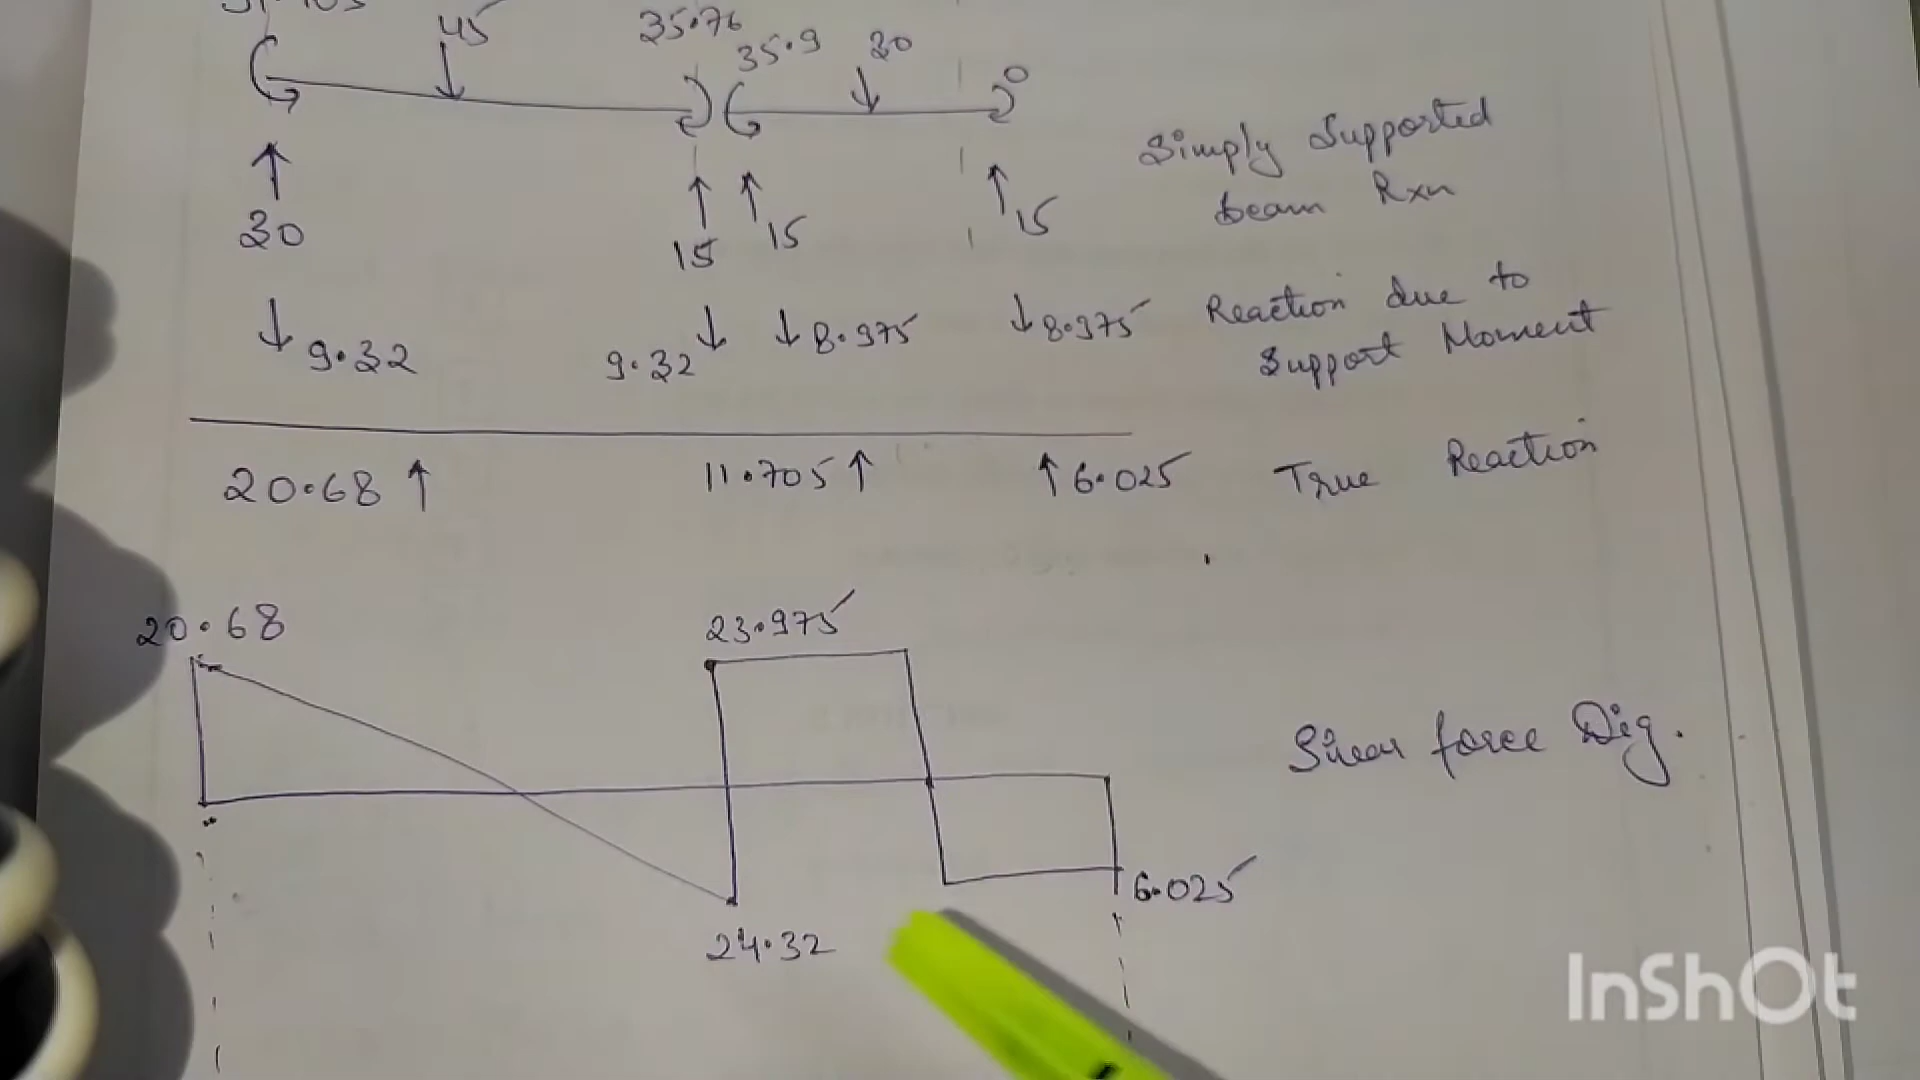 45 35.76 35.9 30 0
30 15 15 15 Simply Supported
beam Rxn
↓ 9.32 9.32 ↓ ↓ 8.975 ↓ 8.975 Reaction due to
Support Moment
20.68 ↑ 11.705 ↑ ↑ 6.025 True Reaction
20.68 23.975
Shear force Dig.
6.025
24.32
InShOt